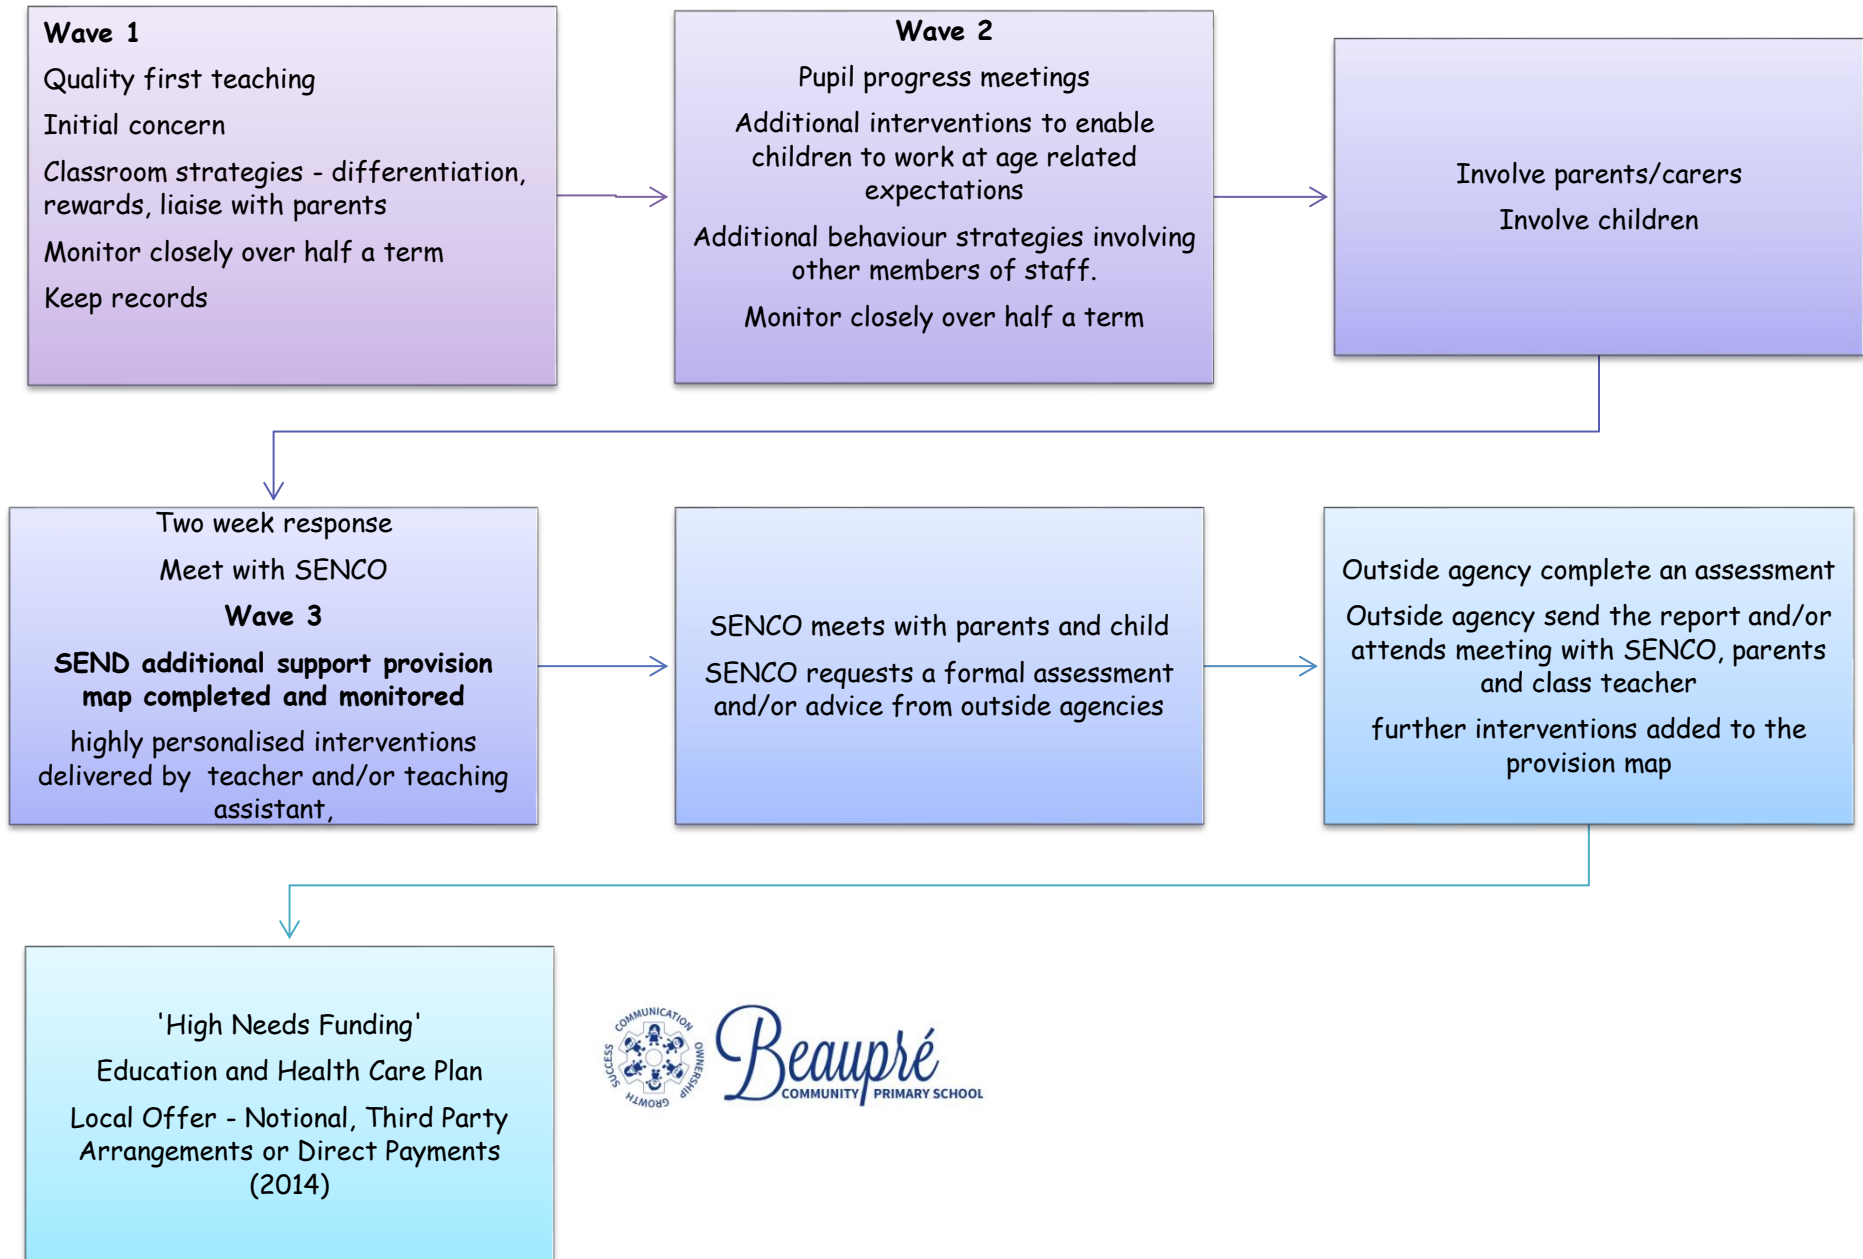 Wave 1
Quality first teaching
Initial concern
Classroom strategies - differentiation,
rewards, liaise with parents
Monitor closely over half a term
Keep records
Wave 2
Pupil progress meetings
Additional interventions to enable
children to work at age related
expectations
Additional behaviour strategies involving
other members of staff.
Monitor closely over half a term
Involve parents/carers
Involve children
Two week response
Meet with SENCO
Wave 3
SEND additional support provision
map completed and monitored
highly personalised interventions
delivered by teacher and/or teaching
assistant,
SENCO meets with parents and child
SENCO requests a formal assessment
and/or advice from outside agencies
Outside agency complete an assessment
Outside agency send the report and/or
attends meeting with SENCO, parents
and class teacher
further interventions added to the
provision map
'High Needs Funding'
Education and Health Care Plan
Local Offer - Notional, Third Party
Arrangements or Direct Payments
(2014)
COMMUNICATION
OWNERSHIP
GROWTH
SUCCESS
Beaupré
COMMUNITY PRIMARY SCHOOL